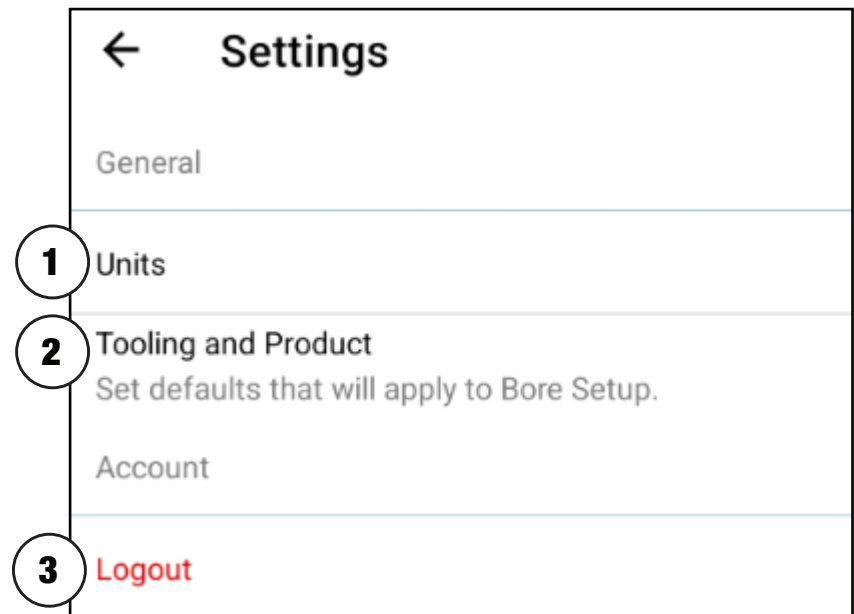 Settings
General
1 Units
2 Tooling and Product
Set defaults that will apply to Bore Setup.
Account
3 Logout